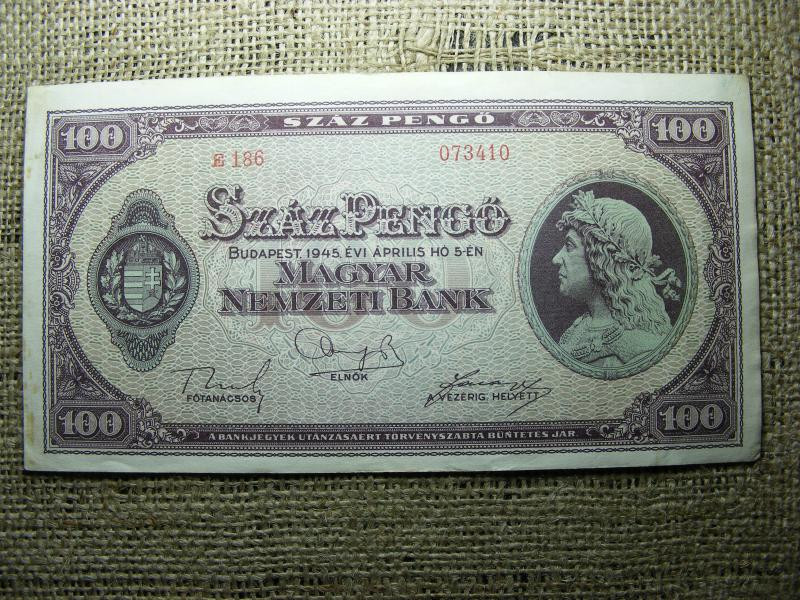 SZÁZ PENGŐ
100
100
E 186
073410
SZÁZ PENGŐ
BUDAPEST, 1945. ÉVI ÁPRILIS HÓ 5-ÉN
MAGYAR
NEMZETI BANK
100
FŐTANÁCSOS
ELNÖK
A VEZÉRIG. HELYETT
100
100
A BANKJEGYEK UTÁNZÁSÁÉRT TÖRVÉNYSZABTA BÜNTETÉS JÁR.